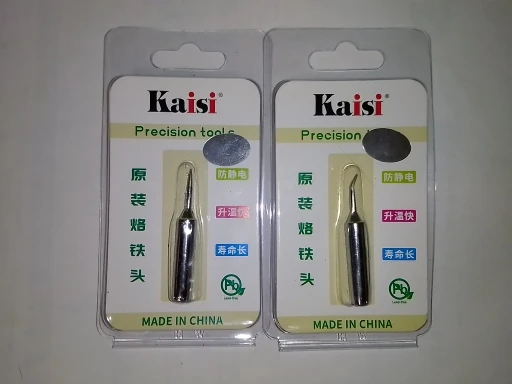 Kaisi®
Precision tools
原装烙铁头
防静电
升温快
寿命长
Pb
MADE IN CHINA
Kaisi®
Precision
原装烙铁头
防静电
升温快
寿命长
Pb
MADE IN CHINA